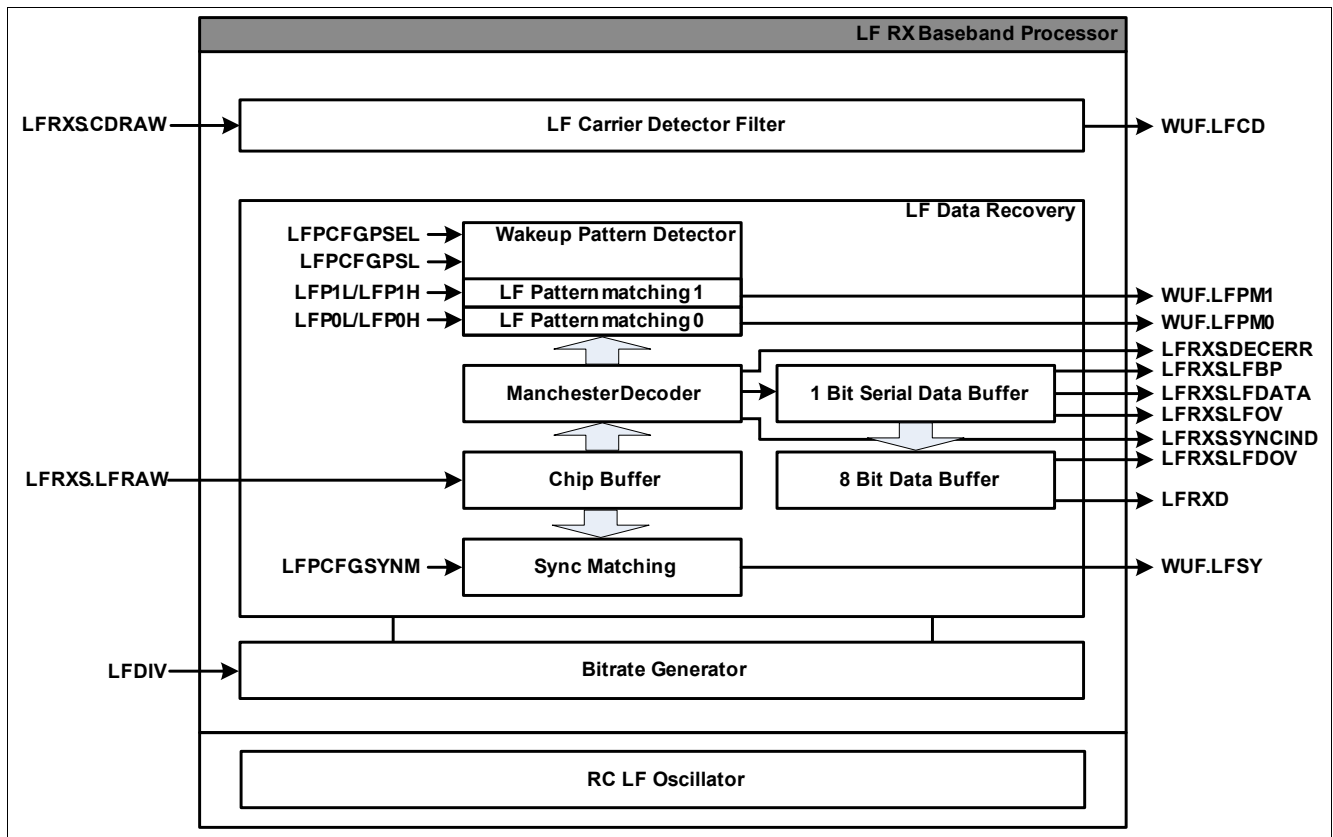 LF RX Baseband Processor
LFRXS.CDRAW
LF Carrier Detector Filter
WUF.LFCD
LF Data Recovery
LFPCFG.PSEL
Wakeup Pattern Detector
LFPCFG.PSL
LFP1L/LFP1H
LF Pattern matching 1
WUF.LFPM1
LFP0L/LFP0H
LF Pattern matching 0
WUF.LFPM0
LFRXS.DECERR
LFRXS.LFBP
Manchester Decoder
1 Bit Serial Data Buffer
LFRXS.LFDATA
LFRXS.LFOV
LFRXS.SYNCIND
LFRXS.LFDOV
LFRXS.LFRAW
Chip Buffer
8 Bit Data Buffer
LFRXD
LFPCFG.SYNM
Sync Matching
WUF.LFSY
LFDIV
Bitrate Generator
RC LF Oscillator